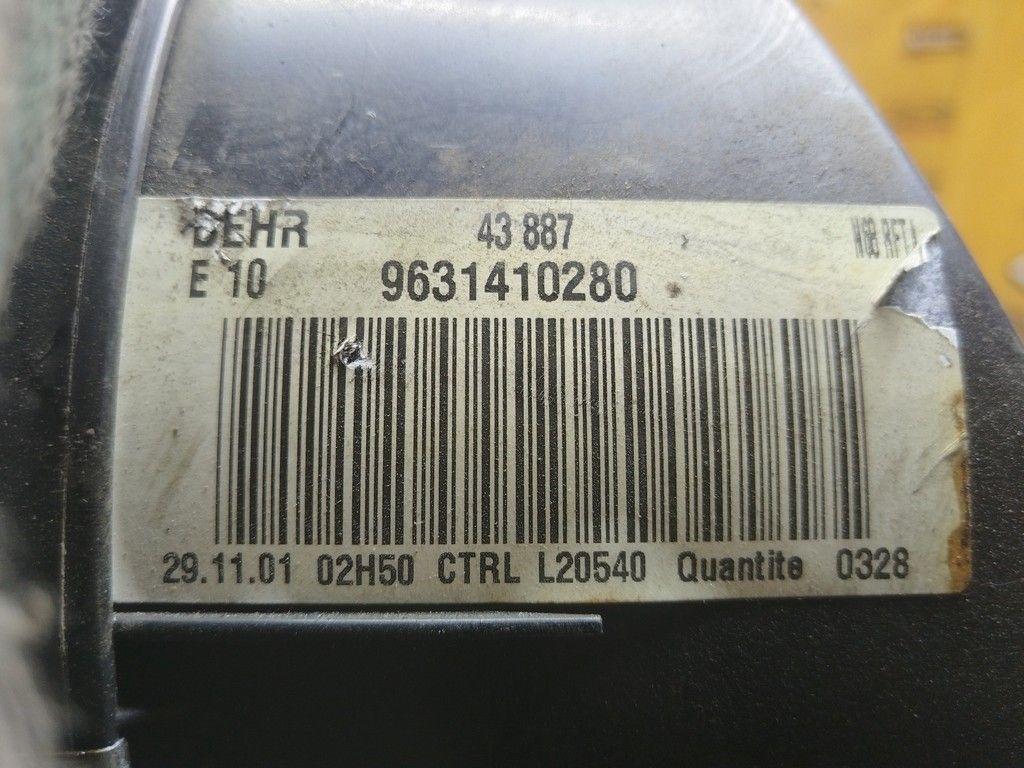 BEHR 43 887
E 10 9631410280
29.11.01 02H50 CTRL L20540 Quantite 0328